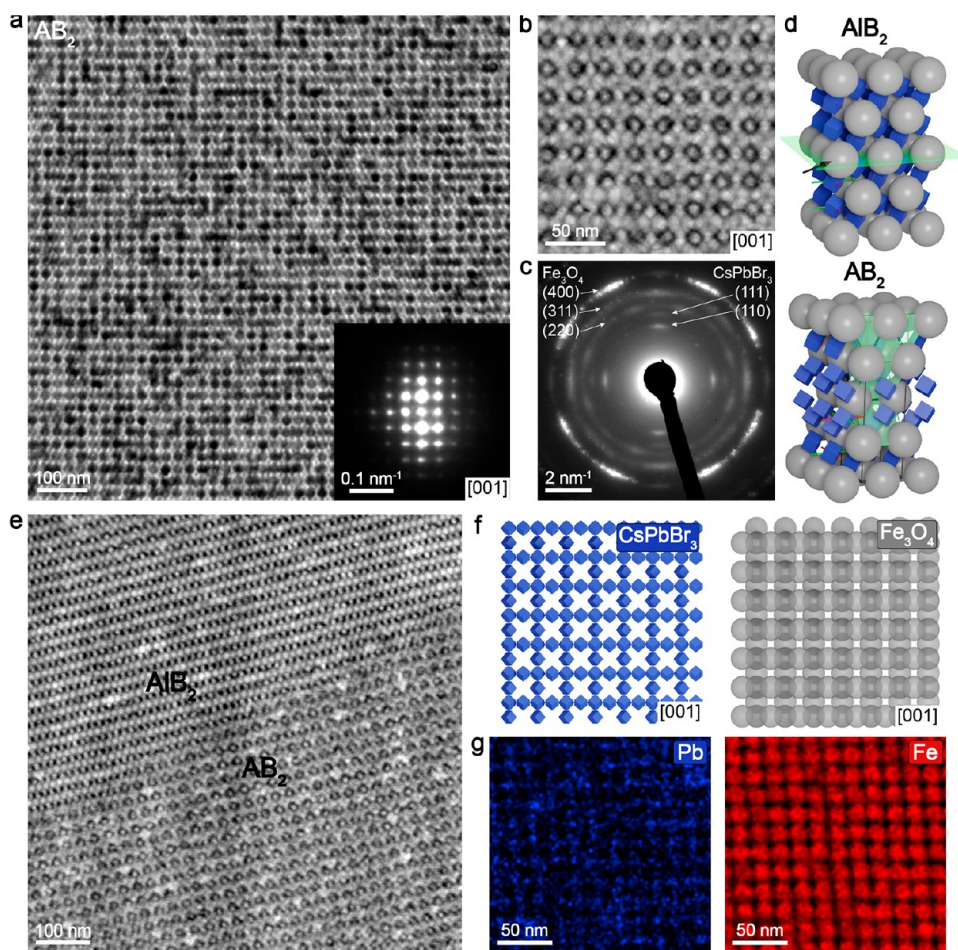 a
AB₂
100 nm
0.1 nm⁻¹
[001]
b
50 nm
[001]
c
Fe₃O₄
(400)
(311)
(220)
CsPbBr₃
(111)
(110)
2 nm⁻¹
d
AlB₂
AB₂
e
AlB₂
AB₂
100 nm
f
CsPbBr₃
[001]
Fe₃O₄
[001]
g
Pb
50 nm
Fe
50 nm